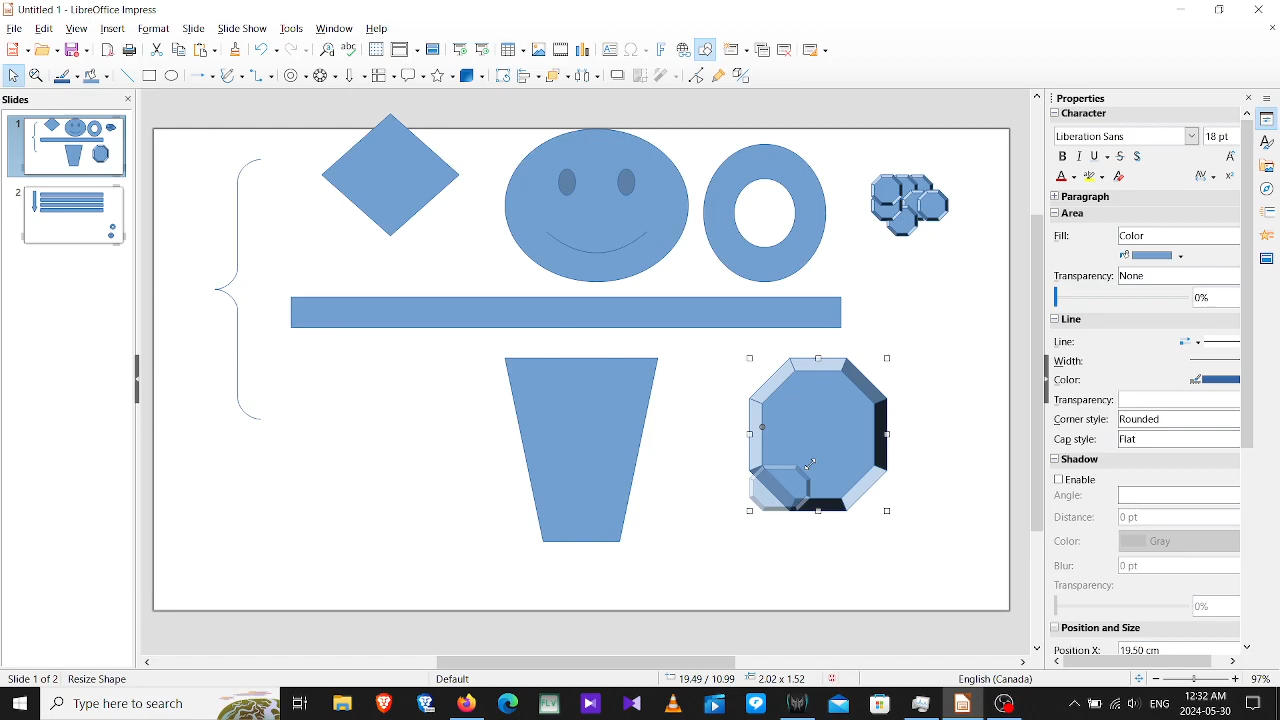 Untitled 1 - LibreOffice Impress
File Edit View Insert Format Slide Slide Show Tools Window Help
Slides
1
2
Properties
Character
Liberation Sans 18 pt
Paragraph
Area
Fill: Color
Transparency: None
0%
Line
Line:
Width:
Color:
Transparency:
Corner style: Rounded
Cap style: Flat
Shadow
Enable
Angle:
Distance: 0 pt
Color: Gray
Blur: 0 pt
Transparency:
0%
Position and Size
Position X: 19.50 cm
Slide 1 of 2 Resize Shape Default 19.49 / 10.99 2.02 x 1.52 English (Canada) 97%
Type here to search
12:32 AM
2024-05-30